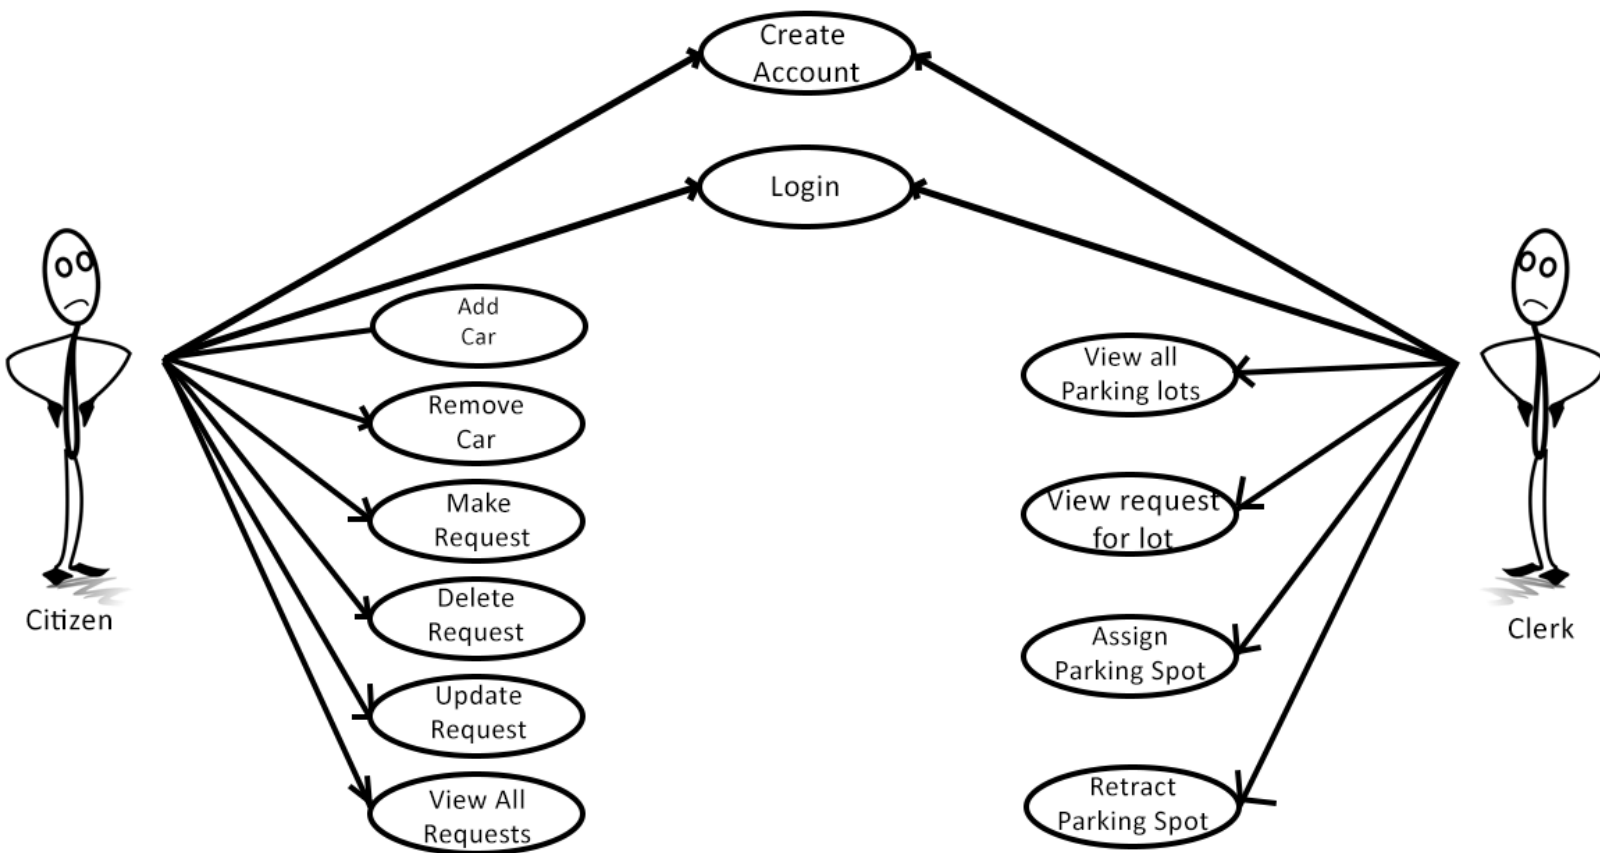 Create
Account
Login
Add
Car
Remove
Car
Make
Request
Delete
Request
Update
Request
View All
Requests
Citizen
View all
Parking lots
View request
for lot
Assign
Parking Spot
Retract
Parking Spot
Clerk